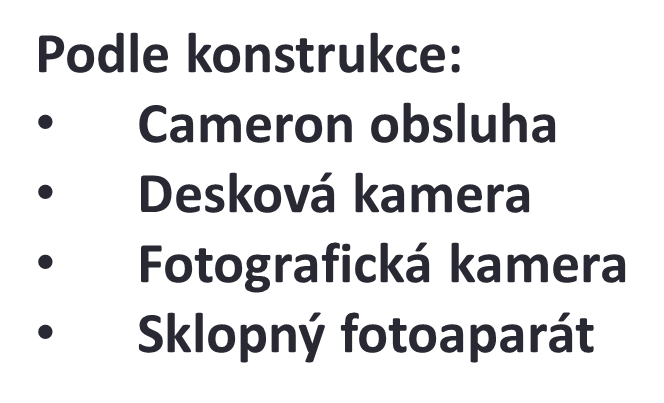 Podle konstrukce:
• Cameron obsluha
• Desková kamera
• Fotografická kamera
• Sklopný fotoaparát